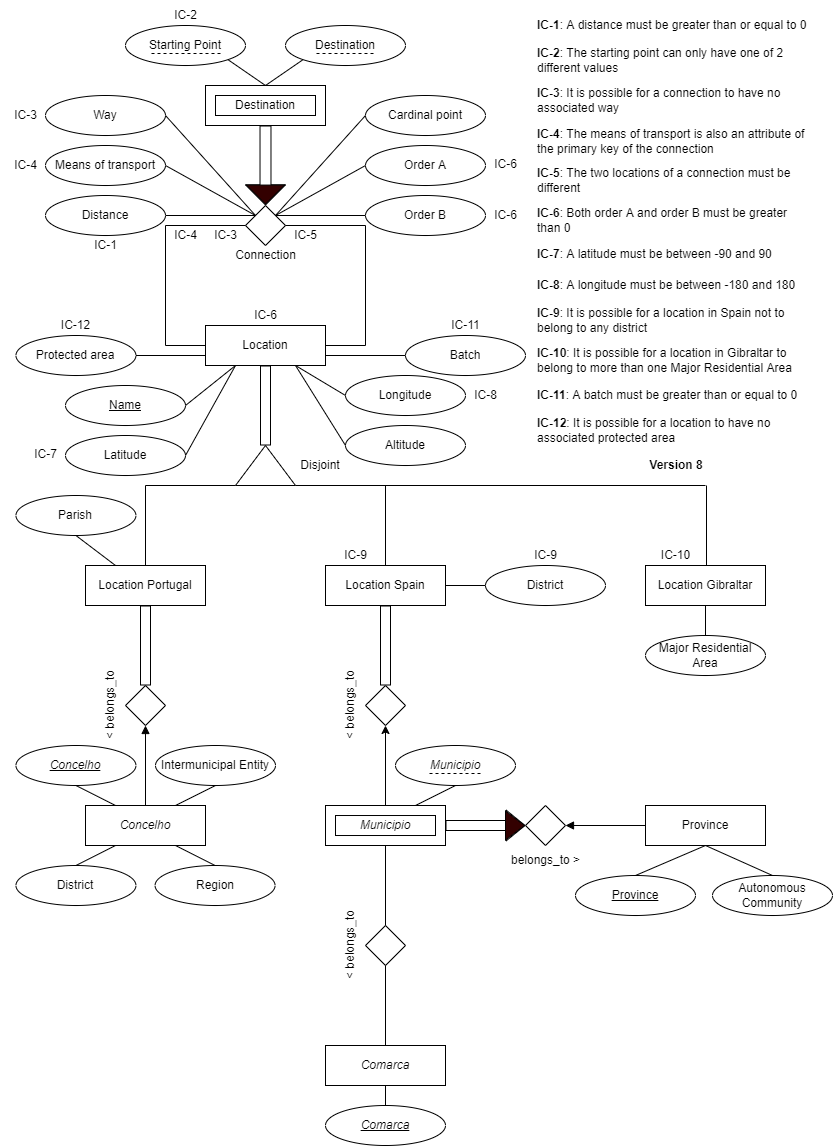 IC-2
Starting Point
Destination
Destination
IC-3
Way
Cardinal point
IC-4
Means of transport
Order A
IC-6
Distance
Order B
IC-6
IC-1
IC-4
IC-3
IC-5
Connection
IC-6
IC-12
IC-11
Protected area
Location
Batch
Name
Longitude
IC-8
IC-7
Latitude
Altitude
Disjoint
IC-1: A distance must be greater than or equal to 0
IC-2: The starting point can only have one of 2
different values
IC-3: It is possible for a connection to have no
associated way
IC-4: The means of transport is also an attribute of
the primary key of the connection
IC-5: The two locations of a connection must be
different
IC-6: Both order A and order B must be greater
than 0
IC-7: A latitude must be between -90 and 90
IC-8: A longitude must be between -180 and 180
IC-9: It is possible for a location in Spain not to
belong to any district
IC-10: It is possible for a location in Gibraltar to
belong to more than one Major Residential Area
IC-11: A batch must be greater than or equal to 0
IC-12: It is possible for a location to have no
associated protected area
Version 8
Parish
IC-9
IC-9
IC-10
Location Portugal
Location Spain
District
Location Gibraltar
Major Residential
Area
< belongs_to
< belongs_to
Concelho
Intermunicipal Entity
Municipio
Concelho
Municipio
Province
belongs_to >
District
Region
Province
Autonomous
Community
< belongs_to
Comarca
Comarca